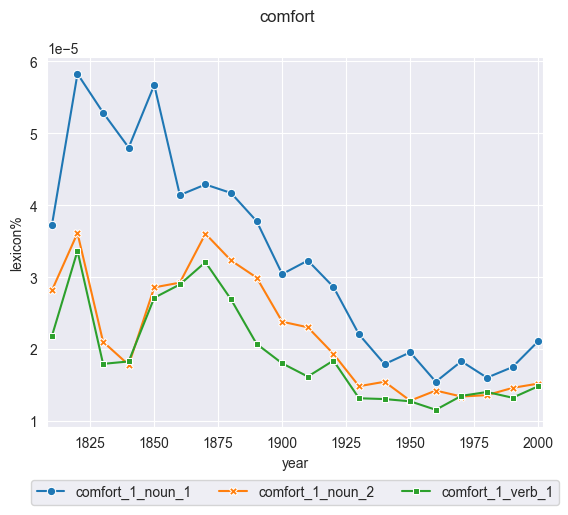 comfort
1e−5
6
5
4
3
2
1
lexicon%
1825 1850 1875 1900 1925 1950 1975 2000
year
comfort_1_noun_1 comfort_1_noun_2 comfort_1_verb_1